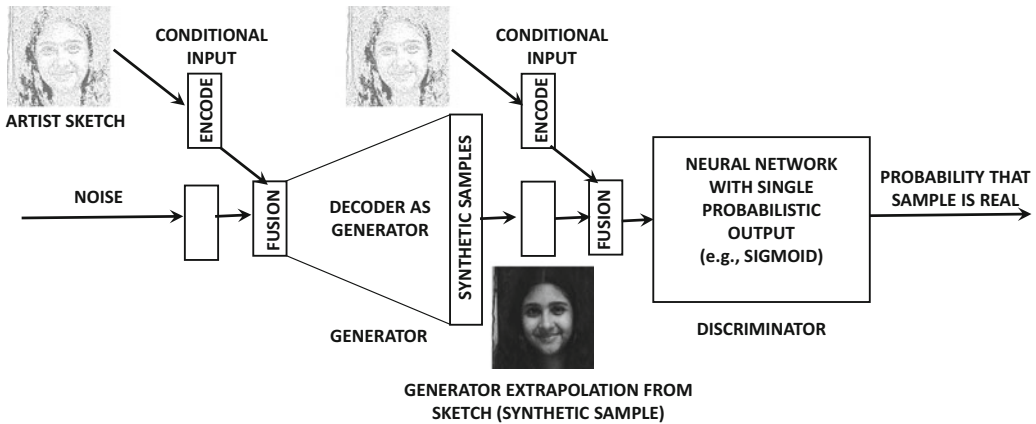 CONDITIONAL
INPUT
ENCODE
ARTIST SKETCH
NOISE
FUSION
DECODER AS
GENERATOR
GENERATOR
SYNTHETIC SAMPLES
CONDITIONAL
INPUT
ENCODE
FUSION
GENERATOR EXTRAPOLATION FROM
SKETCH (SYNTHETIC SAMPLE)
NEURAL NETWORK
WITH SINGLE
PROBABILISTIC
OUTPUT
(e.g., SIGMOID)
DISCRIMINATOR
PROBABILITY THAT
SAMPLE IS REAL